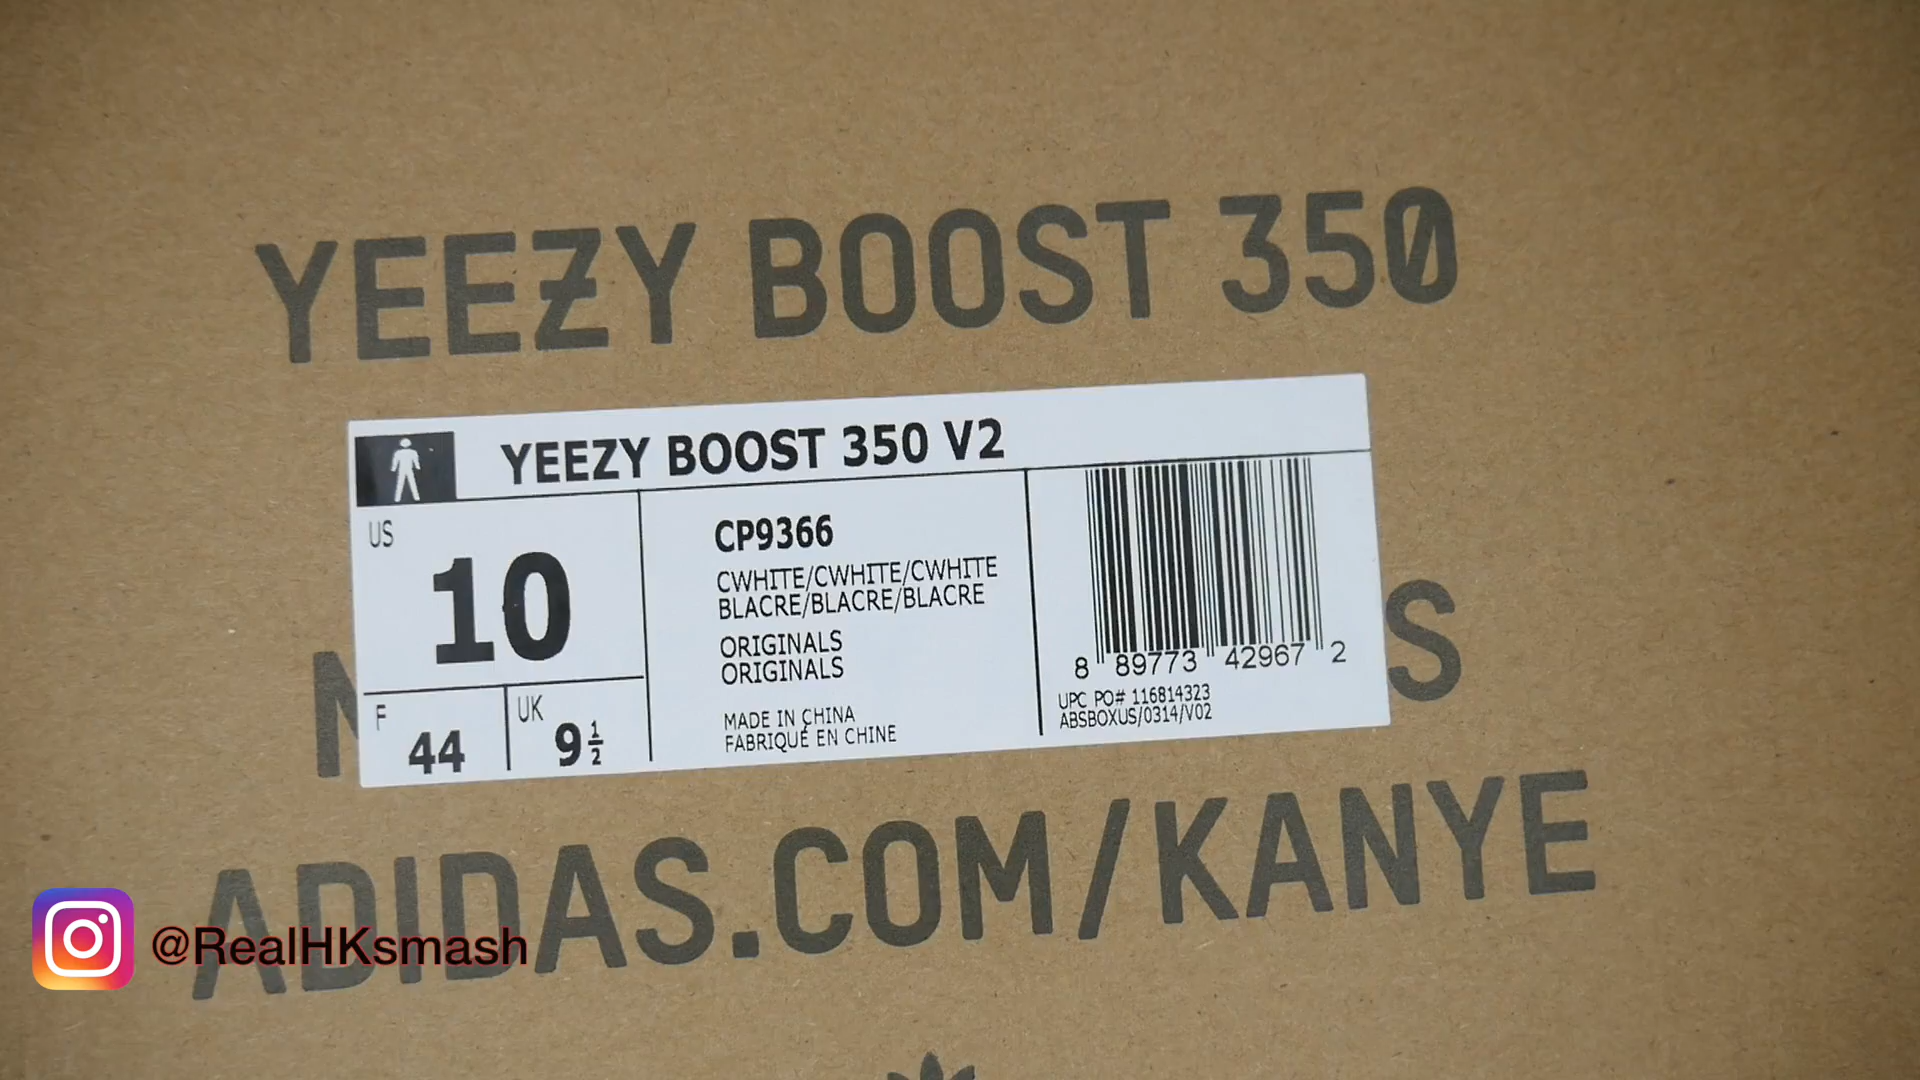 YEEZY BOOST 350
YEEZY BOOST 350 V2
US
10
F
44
UK
9½
CP9366
CWHITE/CWHITE/CWHITE
BLACRE/BLACRE/BLACRE
ORIGINALS
ORIGINALS
MADE IN CHINA
FABRIQUÉ EN CHINE
8 89773 42967 2
UPC PO# 116814323
ABSBOXUS/0314/V02
S
ADIDAS.COM/KANYE
@RealHKsmash